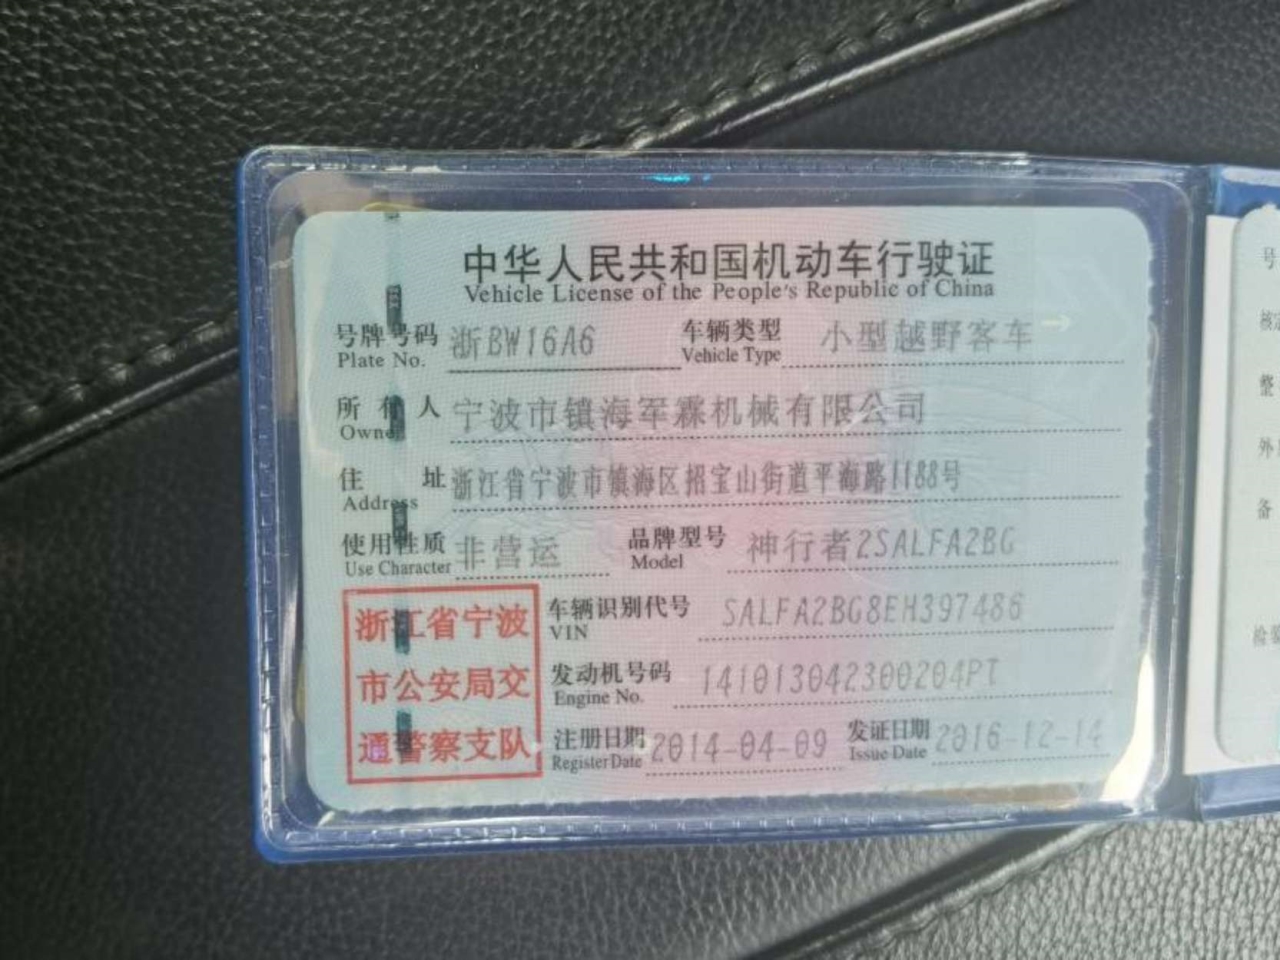 中华人民共和国机动车行驶证
Vehicle License of the People's Republic of China
号牌号码 浙BW16A6 车辆类型 小型越野客车
Plate No. Vehicle Type
所有人 宁波市镇海军霖机械有限公司
Owner
住址 浙江省宁波市镇海区招宝山街道平海路1188号
Address
使用性质 非营运 品牌型号 神行者2SALFA2BG
Use Character Model
浙江省宁波
市公安局交
通警察支队
车辆识别代号 SALFA2BG8EH397486
VIN
发动机号码 141013042300204PT
Engine No.
注册日期 2014-04-09 发证日期 2016-12-14
Register Date Issue Date
号
核
整
外
备
检